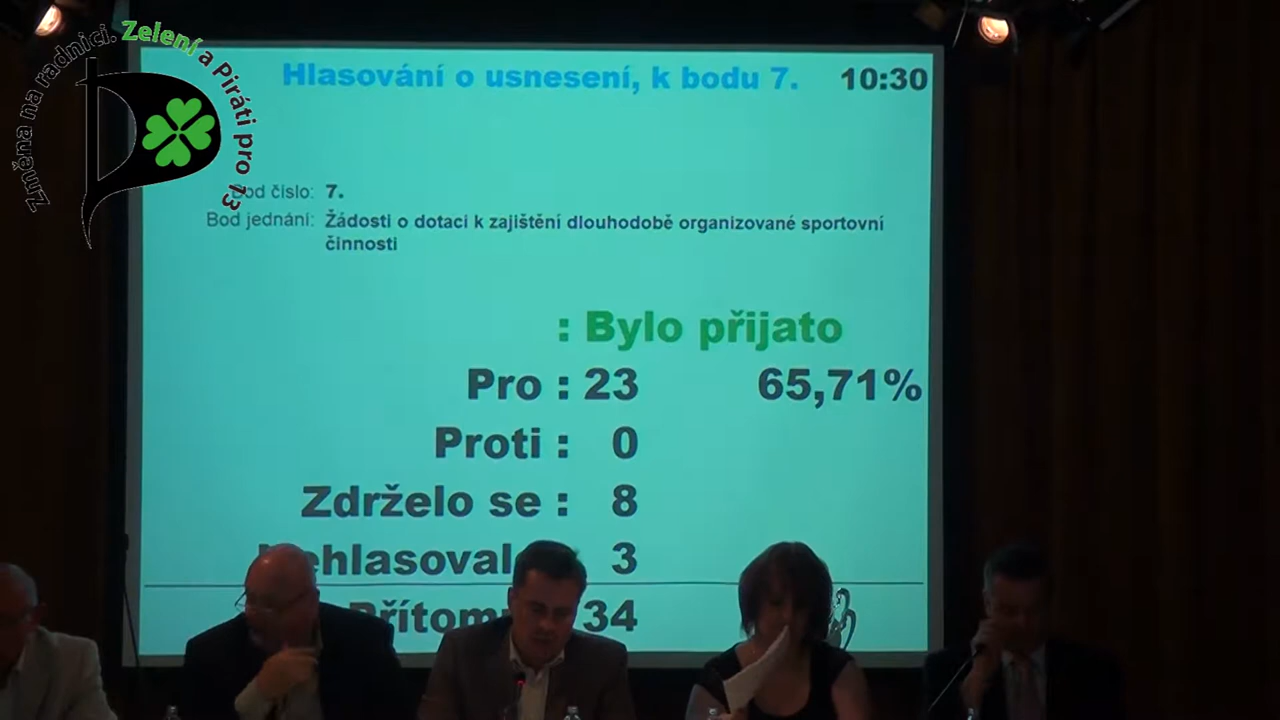 Změna na radnici. Zelení a Piráti pro 13
Hlasování o usnesení, k bodu 7. 10:30
číslo: 7.
Bod jednání: Žádosti o dotaci k zajištění dlouhodobě organizované sportovní
činnosti
: Bylo přijato
Pro : 23 65,71%
Proti : 0
Zdrželo se : 8
3
34